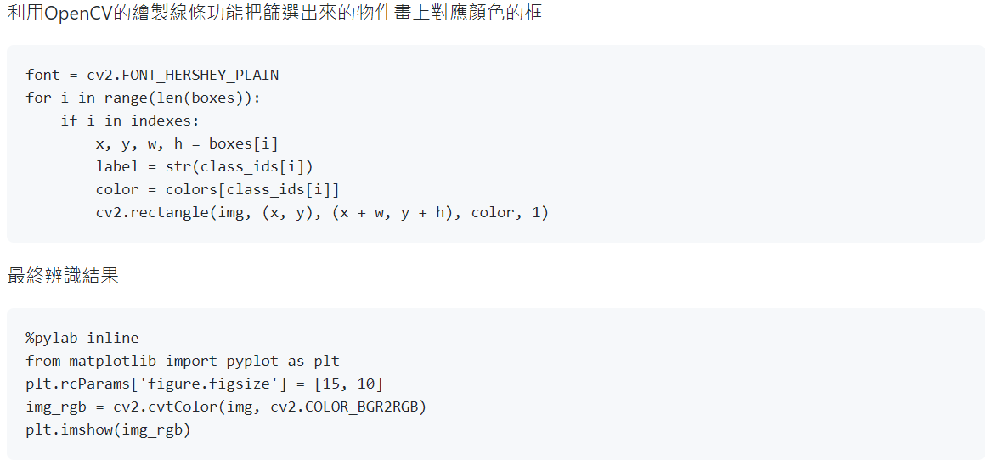 利用OpenCV的繪製線條功能把篩選出來的物件畫上對應顏色的框
font = cv2.FONT_HERSHEY_PLAIN
for i in range(len(boxes)):
    if i in indexes:
        x, y, w, h = boxes[i]
        label = str(class_ids[i])
        color = colors[class_ids[i]]
        cv2.rectangle(img, (x, y), (x + w, y + h), color, 1)
最終辨識結果
%pylab inline
from matplotlib import pyplot as plt
plt.rcParams['figure.figsize'] = [15, 10]
img_rgb = cv2.cvtColor(img, cv2.COLOR_BGR2RGB)
plt.imshow(img_rgb)